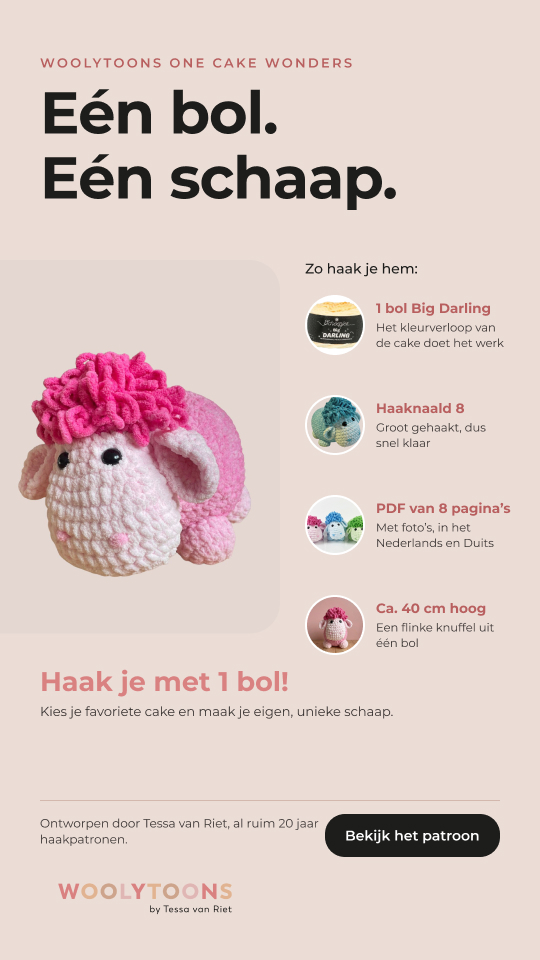 WOOLYTOONS ONE CAKE WONDERS
Eén bol.
Eén schaap.
Zo haak je hem:
Big
DARLING
1 bol Big Darling
Het kleurverloop van
de cake doet het werk
Haaknaald 8
Groot gehaakt, dus
snel klaar
PDF van 8 pagina’s
Met foto’s, in het
Nederlands en Duits
Ca. 40 cm hoog
Een flinke knuffel uit
één bol
Haak je met 1 bol!
Kies je favoriete cake en maak je eigen, unieke schaap.
Ontworpen door Tessa van Riet, al ruim 20 jaar
haakpatronen.
Bekijk het patroon
WOOLYTOONS
by Tessa van Riet